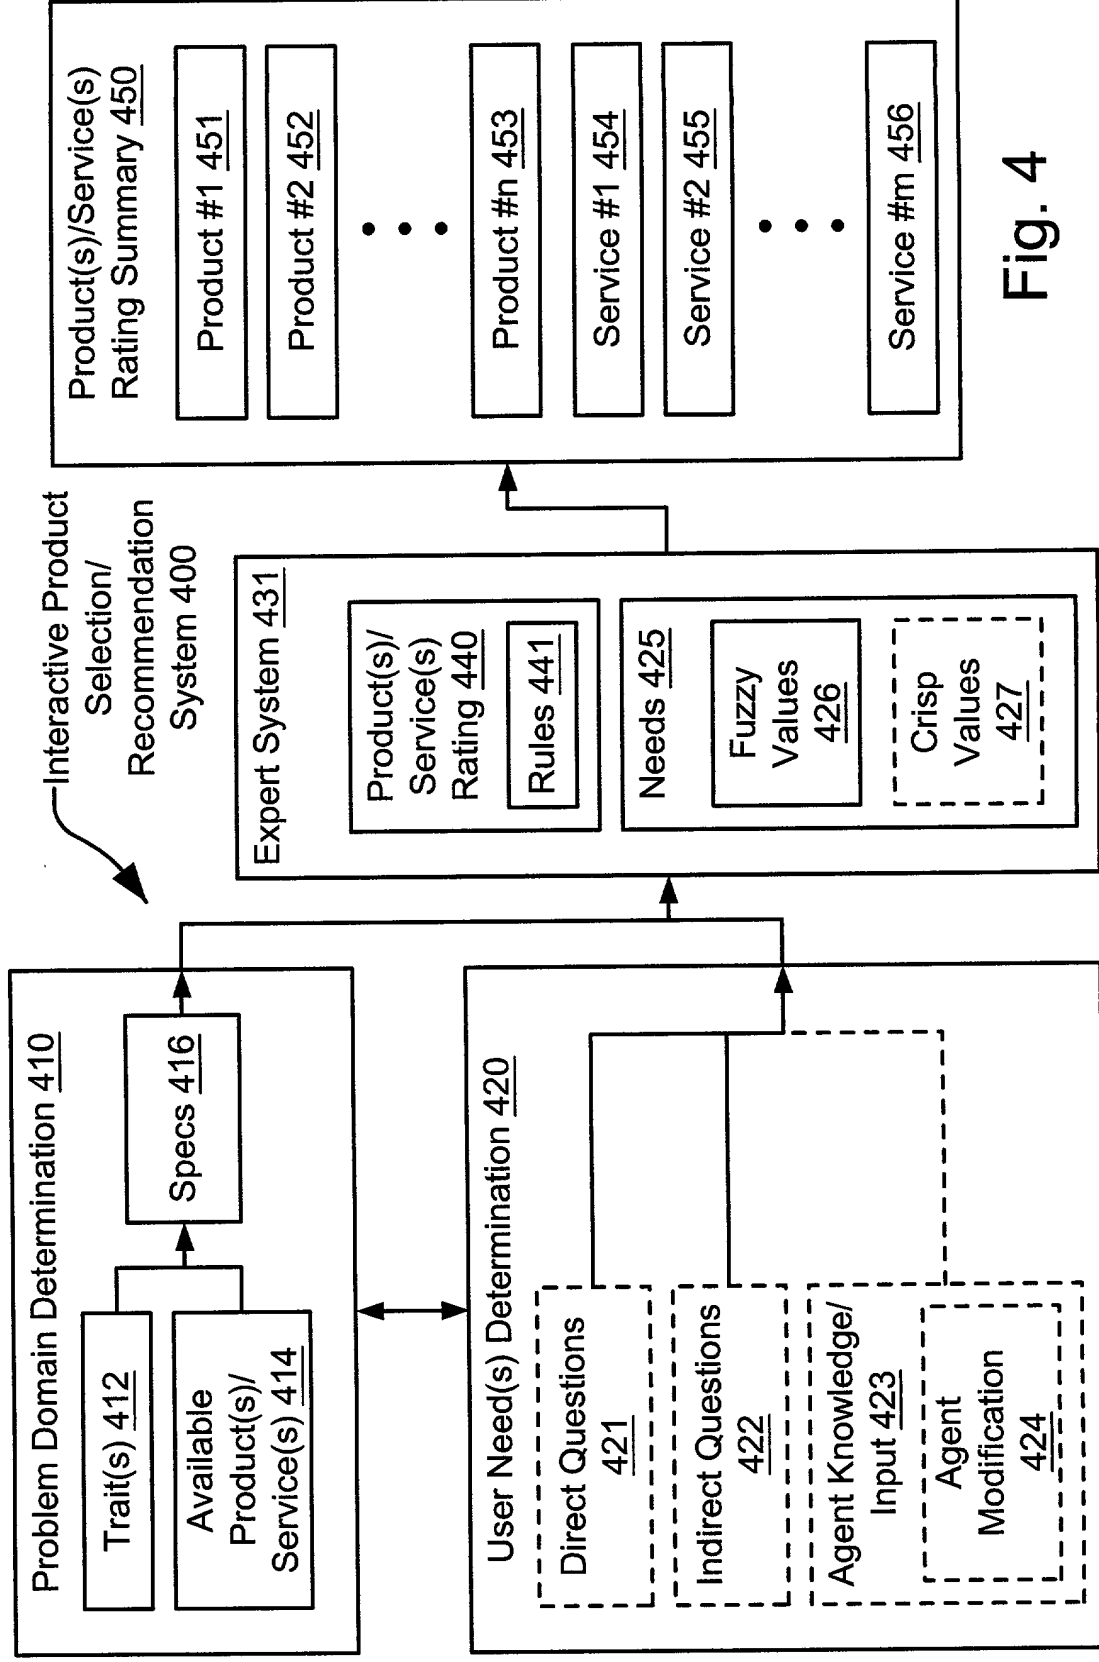 Interactive Product
Selection/
Recommendation
System 400
Problem Domain Determination 410
Trait(s) 412
Available
Product(s)/
Service(s) 414
Specs 416
User Need(s) Determination 420
Direct Questions
421
Indirect Questions
422
Agent Knowledge/
Input 423
Agent
Modification
424
Expert System 431
Product(s)/
Service(s)
Rating 440
Rules 441
Needs 425
Fuzzy
Values
426
Crisp
Values
427
Product(s)/Service(s)
Rating Summary 450
Product #1 451
Product #2 452
Product #n 453
Service #1 454
Service #2 455
Service #m 456
Fig. 4